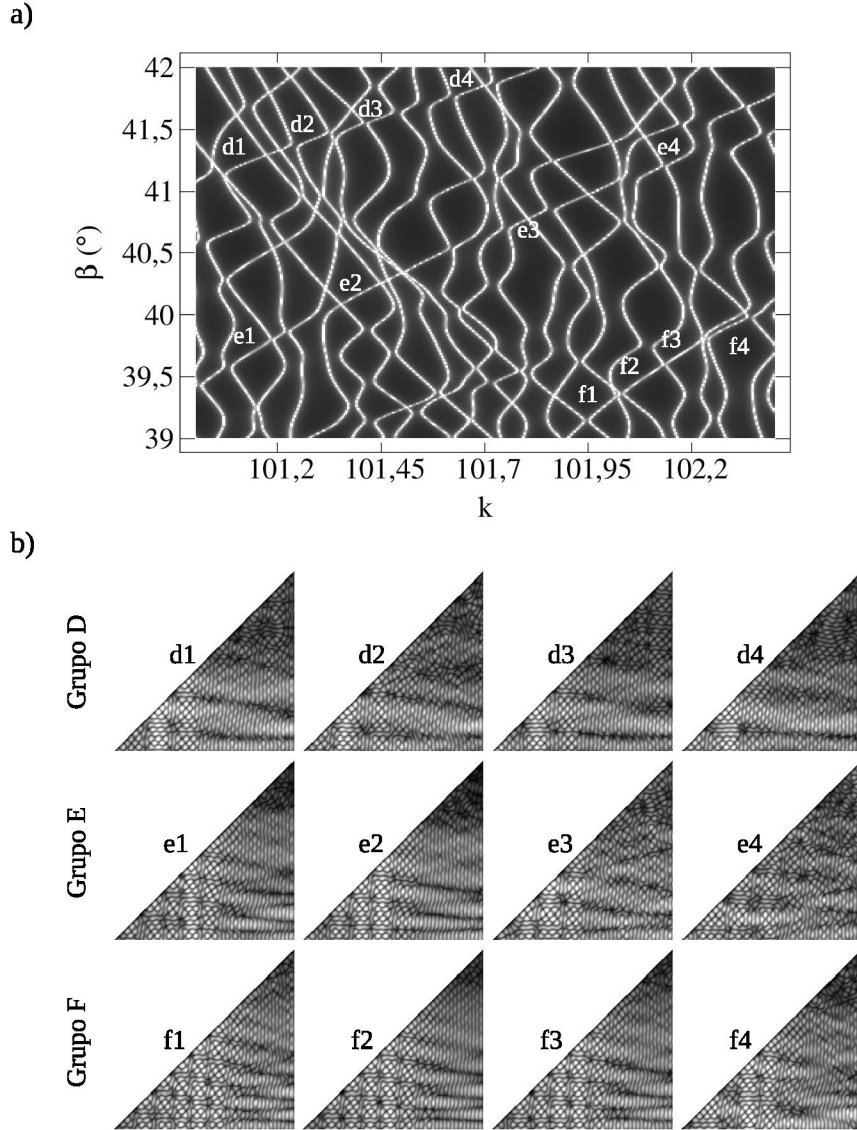 a)
42
41,5
41
40,5
40
39,5
39
β (°)
d1
d2
d3
d4
e1
e2
e3
e4
f1
f2
f3
f4
101,2
101,45
101,7
101,95
102,2
k
b)
Grupo D
d1
d2
d3
d4
Grupo E
e1
e2
e3
e4
Grupo F
f1
f2
f3
f4